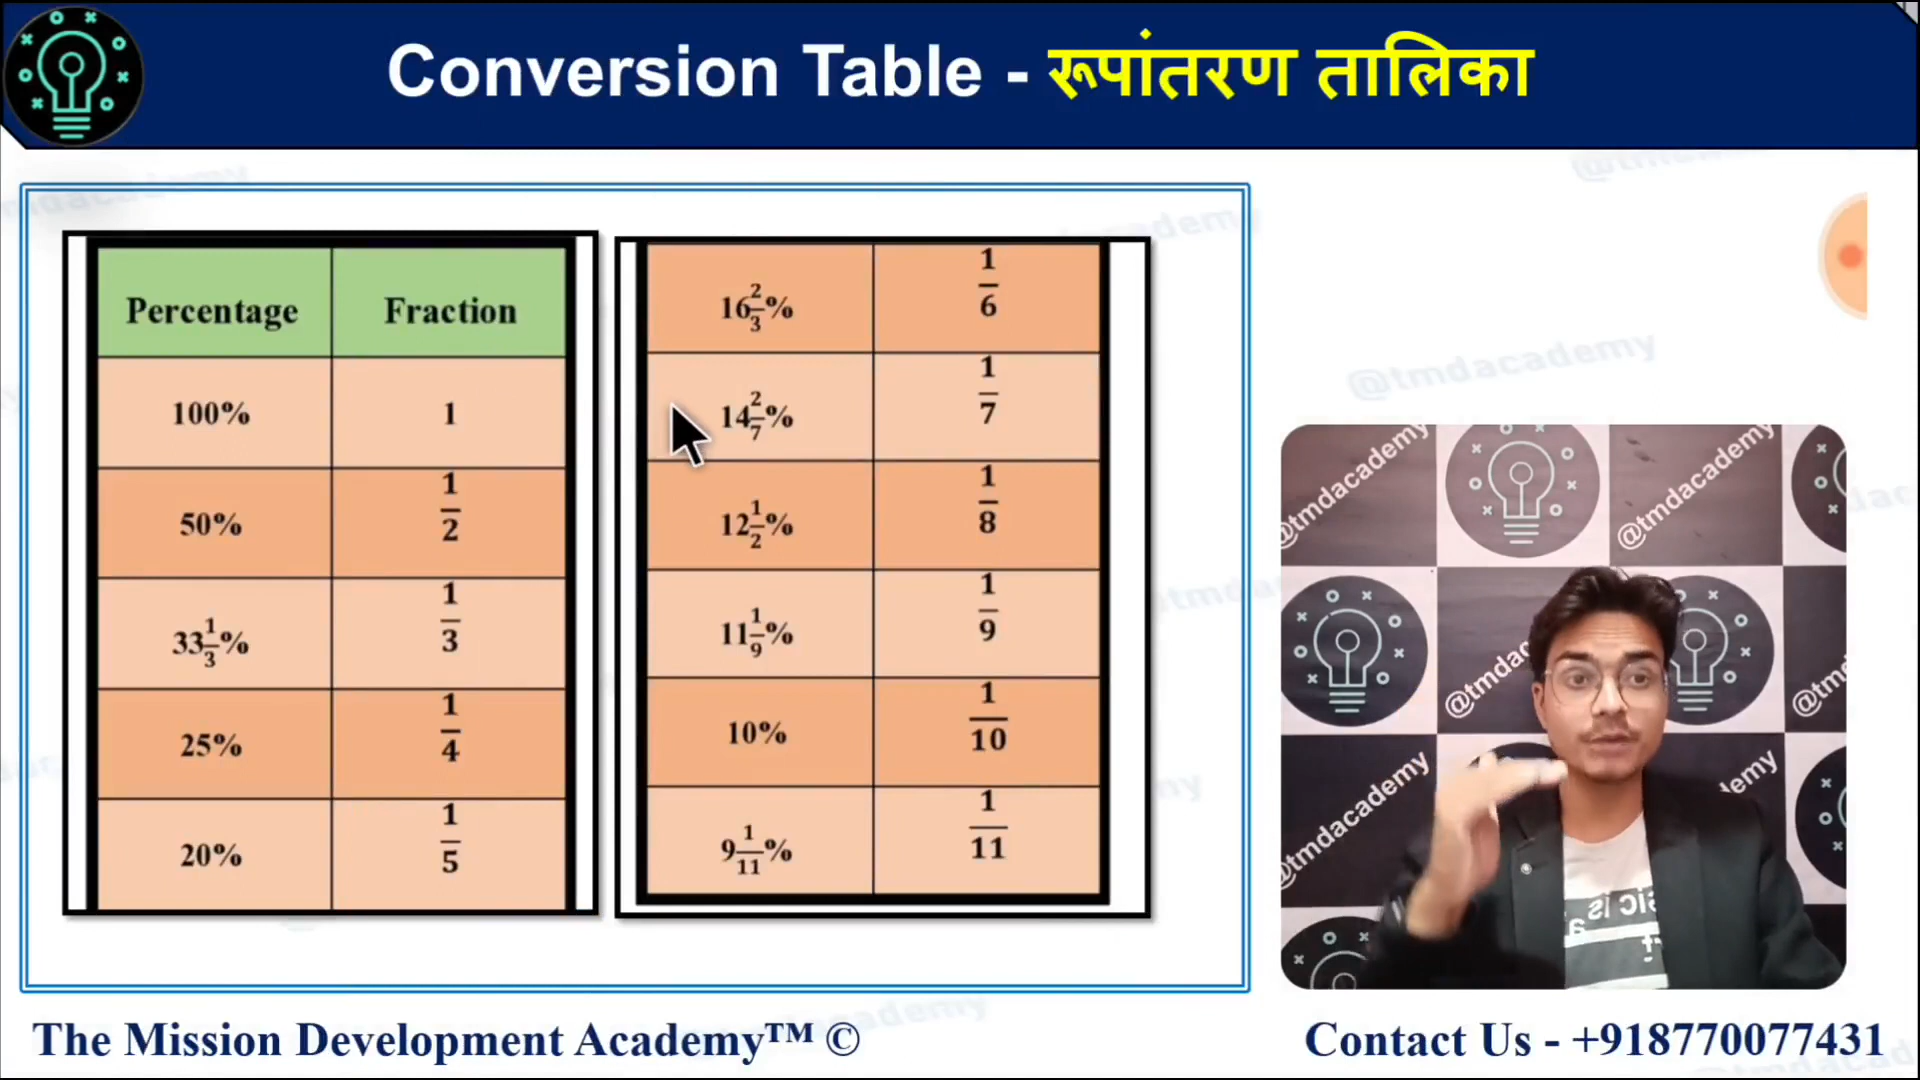 Conversion Table - रूपांतरण तालिका
Percentage Fraction
100% 1
50% 1/2
33 1/3% 1/3
25% 1/4
20% 1/5
16 2/3% 1/6
14 2/7% 1/7
12 1/2% 1/8
11 1/9% 1/9
10% 1/10
9 1/11% 1/11
@tmdacademy
@tmdacademy
@tmdacademy
@tmdacademy
The Mission Development Academy™ ©
Contact Us - +918770077431